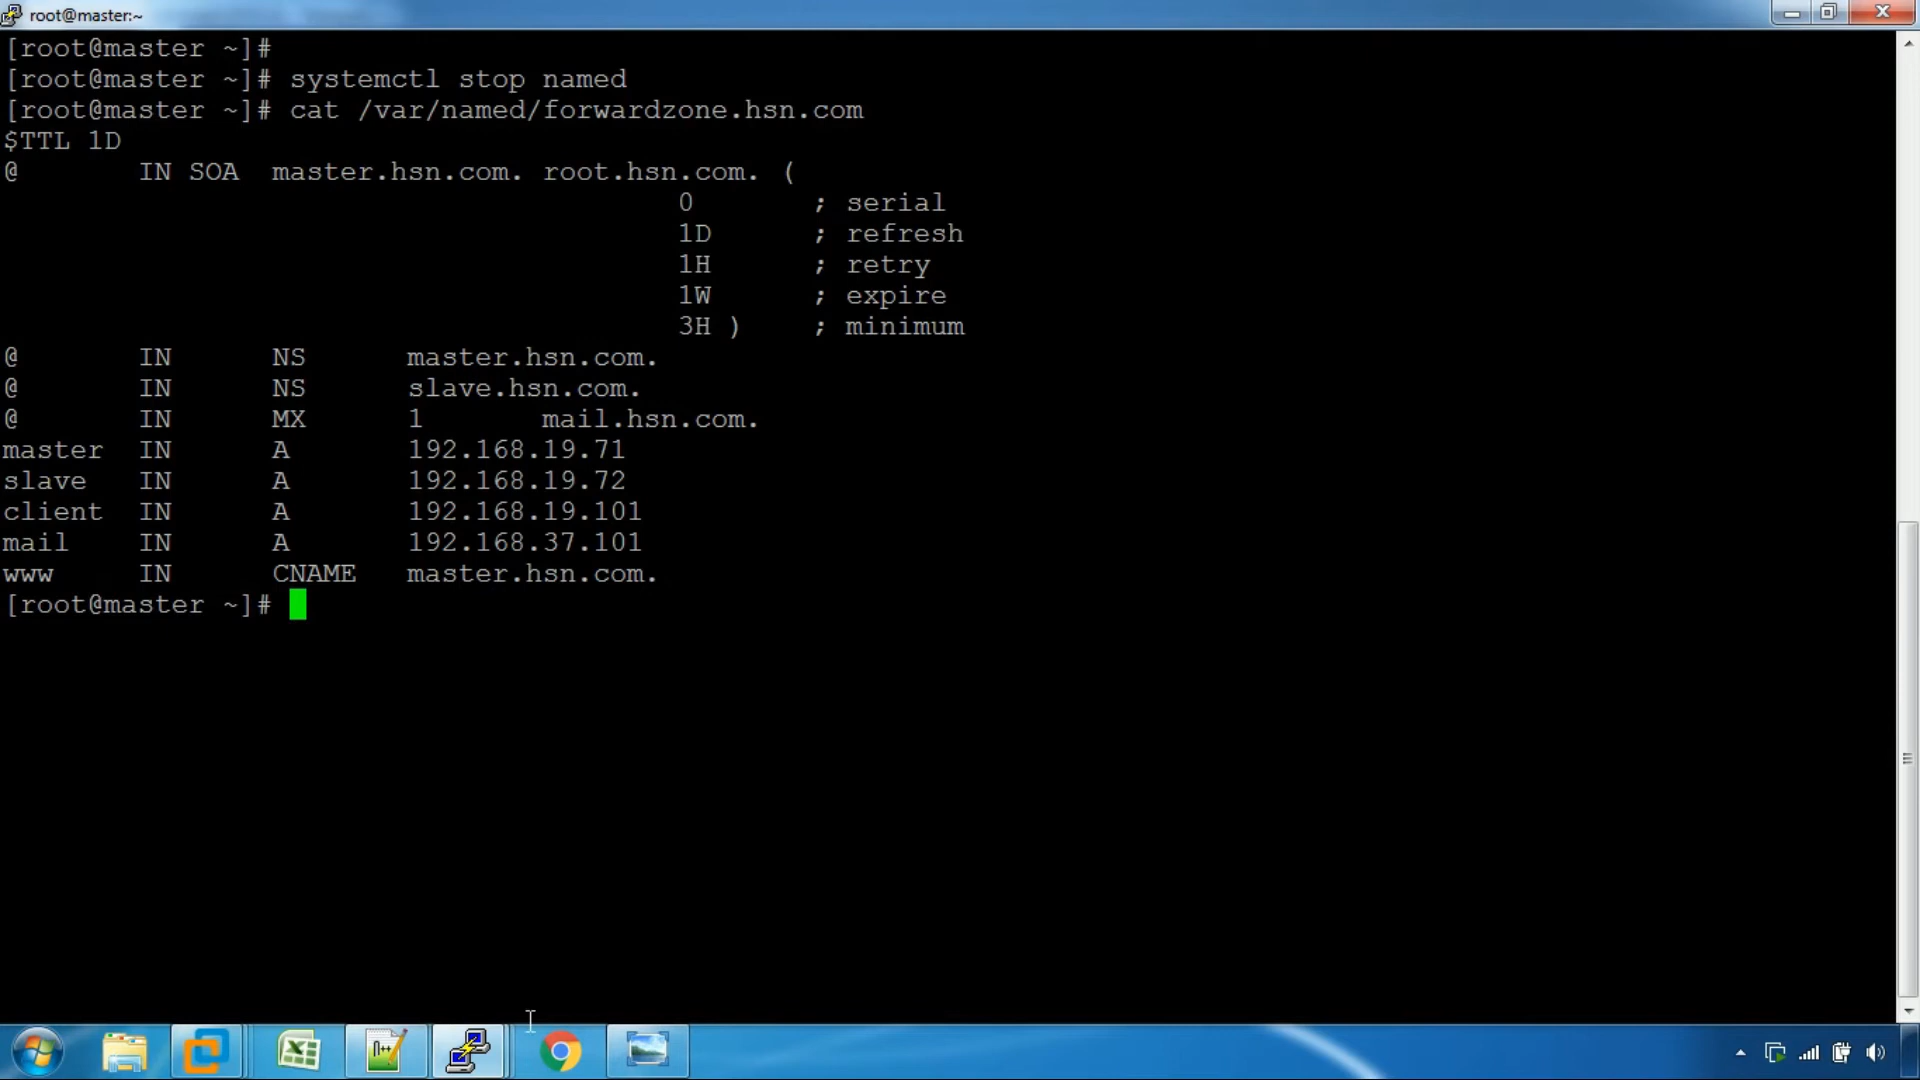 root@master:~
[root@master ~]#
[root@master ~]# systemctl stop named
[root@master ~]# cat /var/named/forwardzone.hsn.com
$TTL 1D
@ IN SOA master.hsn.com. root.hsn.com. (
0 ; serial
1D ; refresh
1H ; retry
1W ; expire
3H ) ; minimum
@ IN NS master.hsn.com.
@ IN NS slave.hsn.com.
@ IN MX 1 mail.hsn.com.
master IN A 192.168.19.71
slave IN A 192.168.19.72
client IN A 192.168.19.101
mail IN A 192.168.37.101
www IN CNAME master.hsn.com.
[root@master ~]#